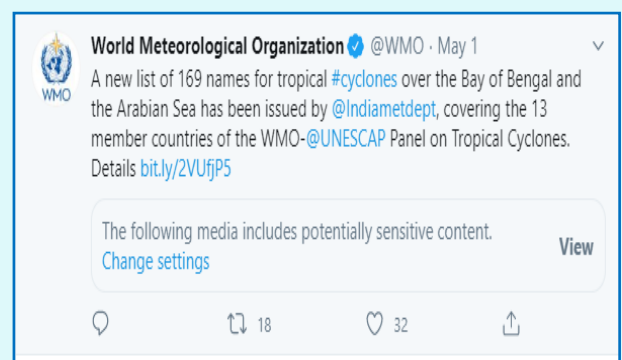 World Meteorological Organization @WMO · May 1
A new list of 169 names for tropical #cyclones over the Bay of Bengal and
the Arabian Sea has been issued by @Indiametdept, covering the 13
member countries of the WMO-@UNESCAP Panel on Tropical Cyclones.
Details bit.ly/2VUfjP5
WMO
The following media includes potentially sensitive content.
Change settings
View
18
32